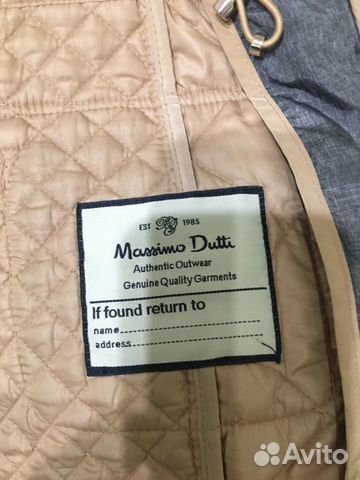 EST 1985
Massimo Dutti
Authentic Outwear
Genuine Quality Garments
If found return to
name
address
Avito